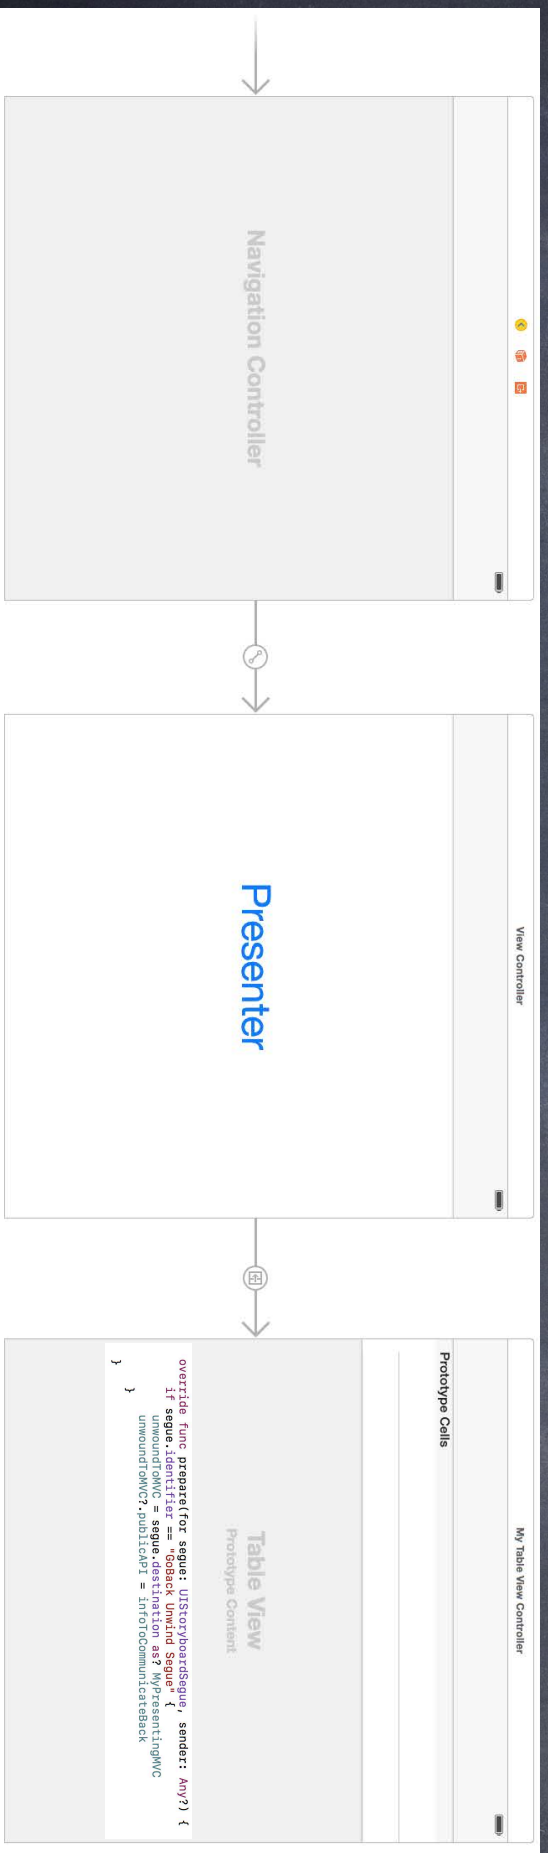 Navigation Controller
View Controller
Presenter
My Table View Controller
Prototype Cells
Table View
Prototype Content
override func prepare(for segue: UIStoryboardSegue, sender: Any?) {
if segue.identifier == "GoBack Unwind Segue" {
unwoundToMVC = segue.destination as? MyPresentingMVC
unwoundToMVC?.publicAPI = infoToCommunicateBack
}
}